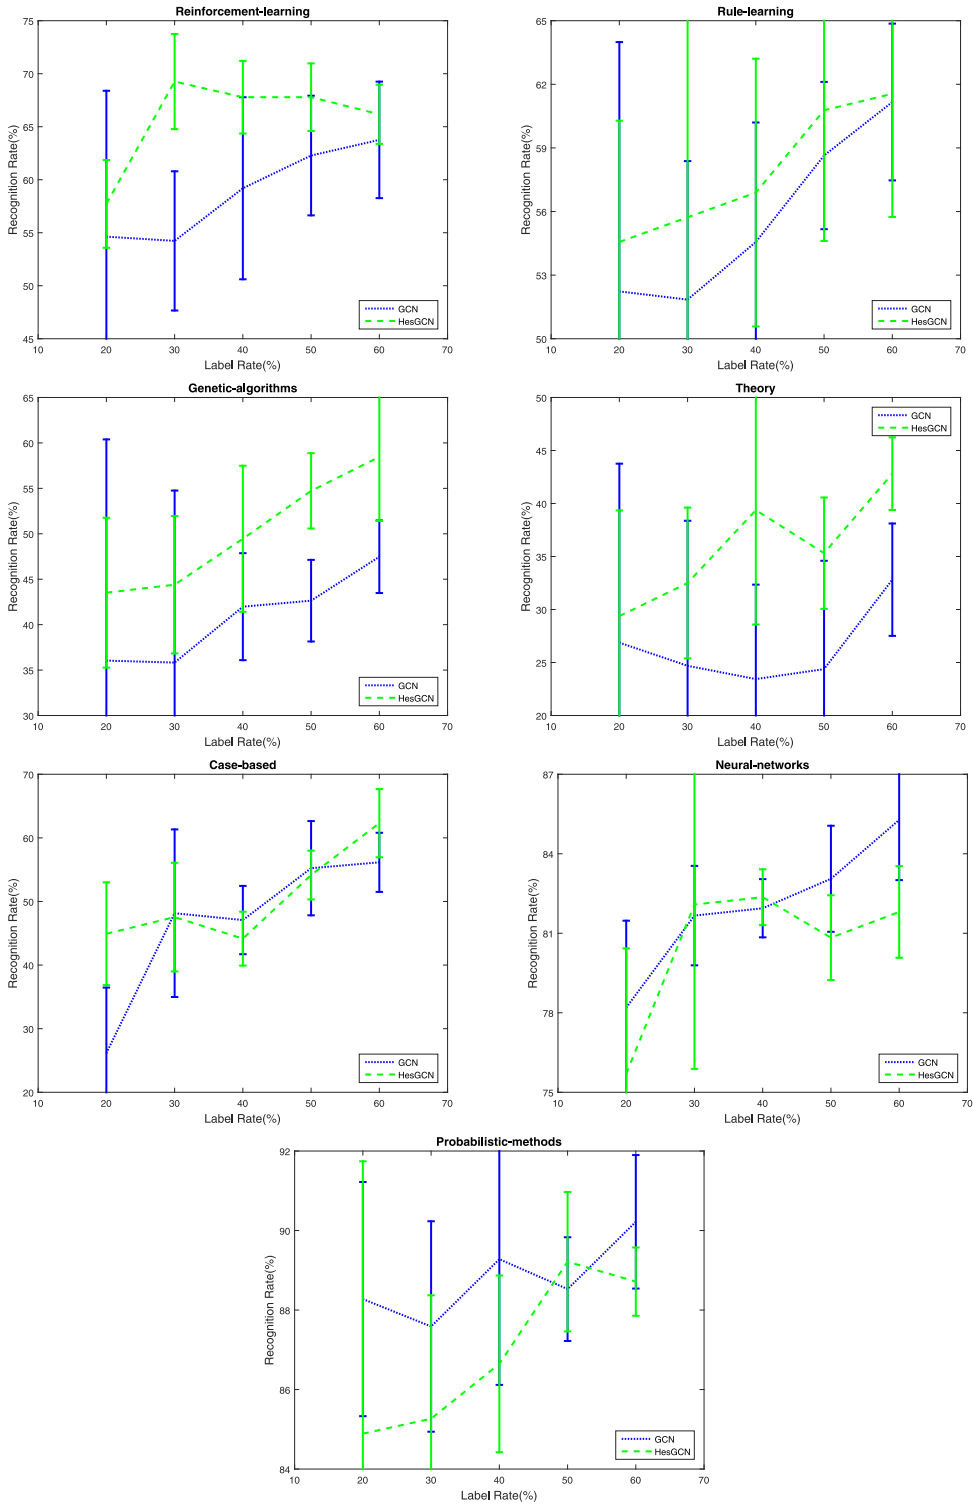 Reinforcement-learning
75
70
65
60
55
50
45
10 20 30 40 50 60 70
Recognition Rate(%)
Label Rate(%)
GCN
HesGCN
Rule-learning
65
62
59
56
53
50
10 20 30 40 50 60 70
Recognition Rate(%)
Label Rate(%)
GCN
HesGCN
Genetic-algorithms
65
60
55
50
45
40
35
30
10 20 30 40 50 60 70
Recognition Rate(%)
Label Rate(%)
GCN
HesGCN
Theory
50
45
40
35
30
25
20
10 20 30 40 50 60 70
Recognition Rate(%)
Label Rate(%)
GCN
HesGCN
Case-based
70
60
50
40
30
20
10 20 30 40 50 60 70
Recognition Rate(%)
Label Rate(%)
GCN
HesGCN
Neural-networks
87
84
81
78
75
10 20 30 40 50 60 70
Recognition Rate(%)
Label Rate(%)
GCN
HesGCN
Probabilistic-methods
92
90
88
86
84
10 20 30 40 50 60 70
Recognition Rate(%)
Label Rate(%)
GCN
HesGCN